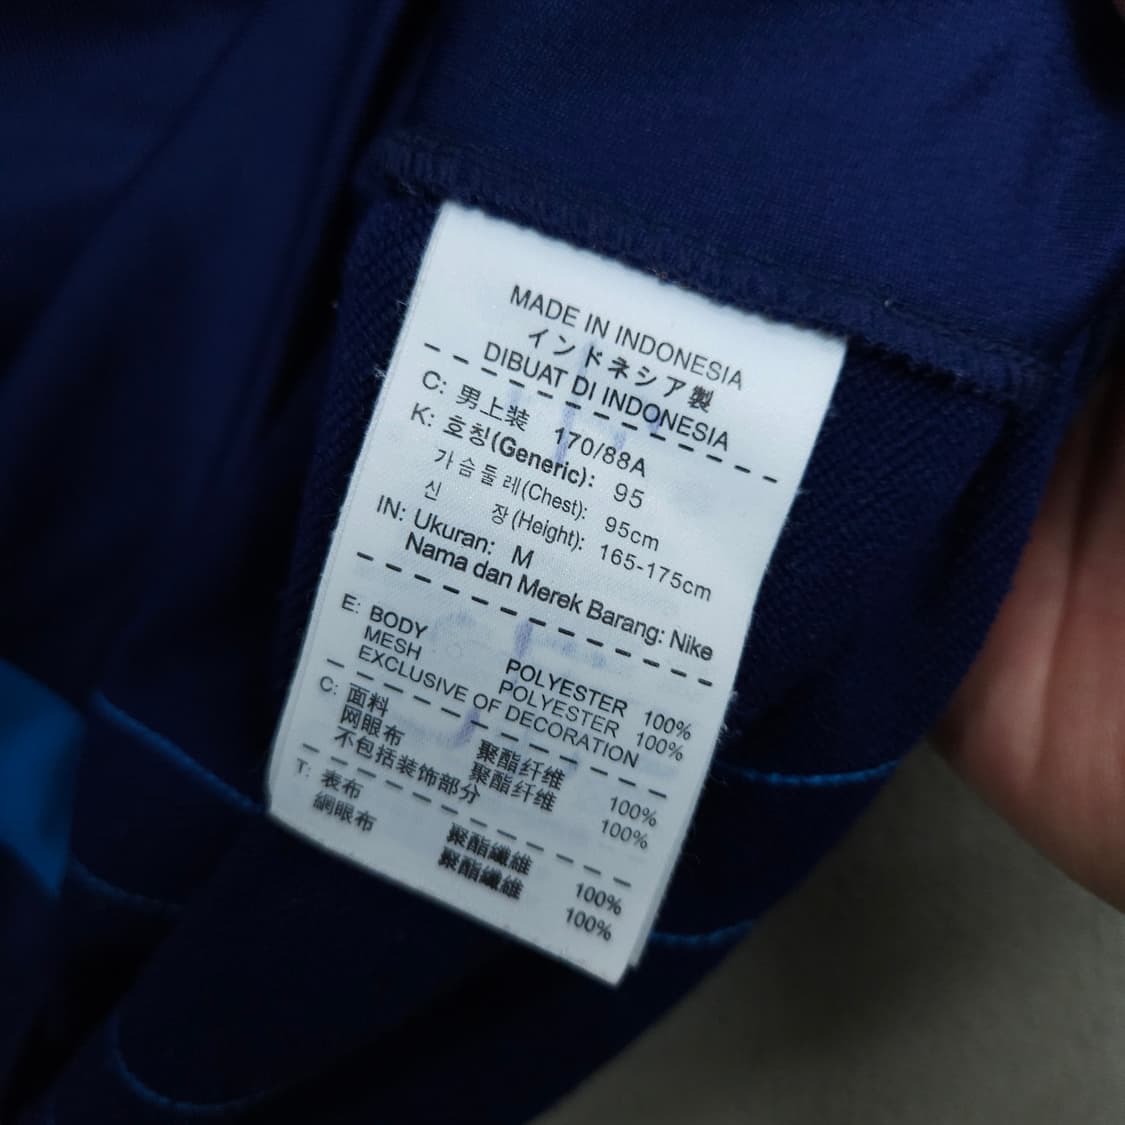 MADE IN INDONESIA
インドネシア製
DIBUAT DI INDONESIA
C: 男上装 170/88A
K: 호칭(Generic): 95
가슴둘레(Chest): 95cm
신 장(Height): 165-175cm
IN: Ukuran: M
Nama dan Merek Barang: Nike
E: BODY POLYESTER 100%
MESH POLYESTER 100%
EXCLUSIVE OF DECORATION
C: 面料 聚酯纤维 100%
网眼布 聚酯纤维 100%
不包括装饰部分
T: 表布 聚酯纖維 100%
網眼布 聚酯纖維 100%